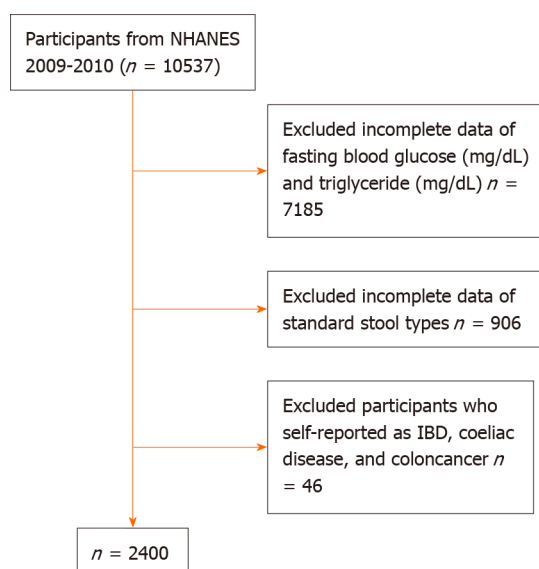 Participants from NHANES
2009-2010 (n = 10537)
Excluded incomplete data of
fasting blood glucose (mg/dL)
and triglyceride (mg/dL) n =
7185
Excluded incomplete data of
standard stool types n = 906
Excluded participants who
self-reported as IBD, coeliac
disease, and coloncancer n
= 46
n = 2400